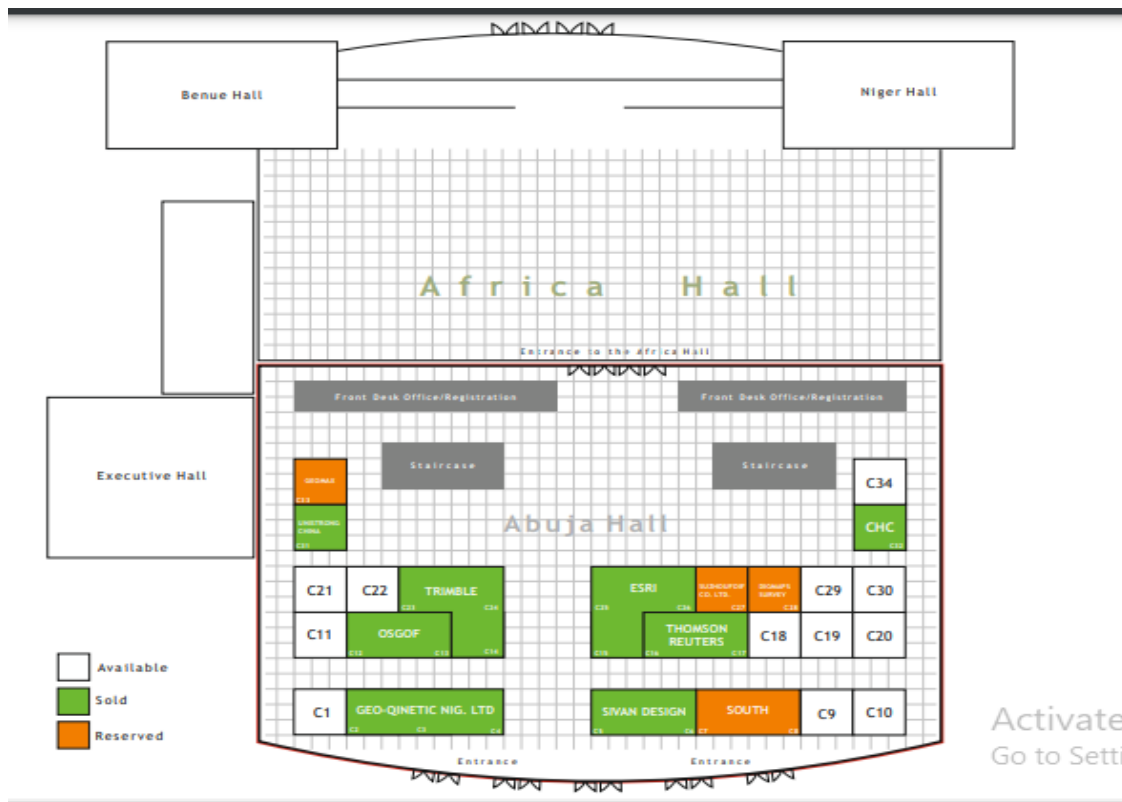 Benue Hall
Niger Hall
Africa Hall
Entrance to the Africa Hall
Front Desk Office/Registration
Front Desk Office/Registration
Staircase
Staircase
Executive Hall
GEOMAX
C33
C34
Abuja Hall
UNISTRONG
CHINA
C31
CHC
C32
C21
C22
TRIMBLE
C23
C24
ESRI
C25
C26
CO. LTD.
C27
SURVEY
C28
C29
C30
C11
OSGOF
C12
C13
C14
C15
THOMSON
REUTERS
C16
C17
C18
C19
C20
Available
Sold
Reserved
C1
GEO-QINETIC NIG. LTD
C2
C3
C4
SIVAN DESIGN
C5
C6
SOUTH
C7
C8
C9
C10
Entrance
Entrance
Activate
Go to Setti